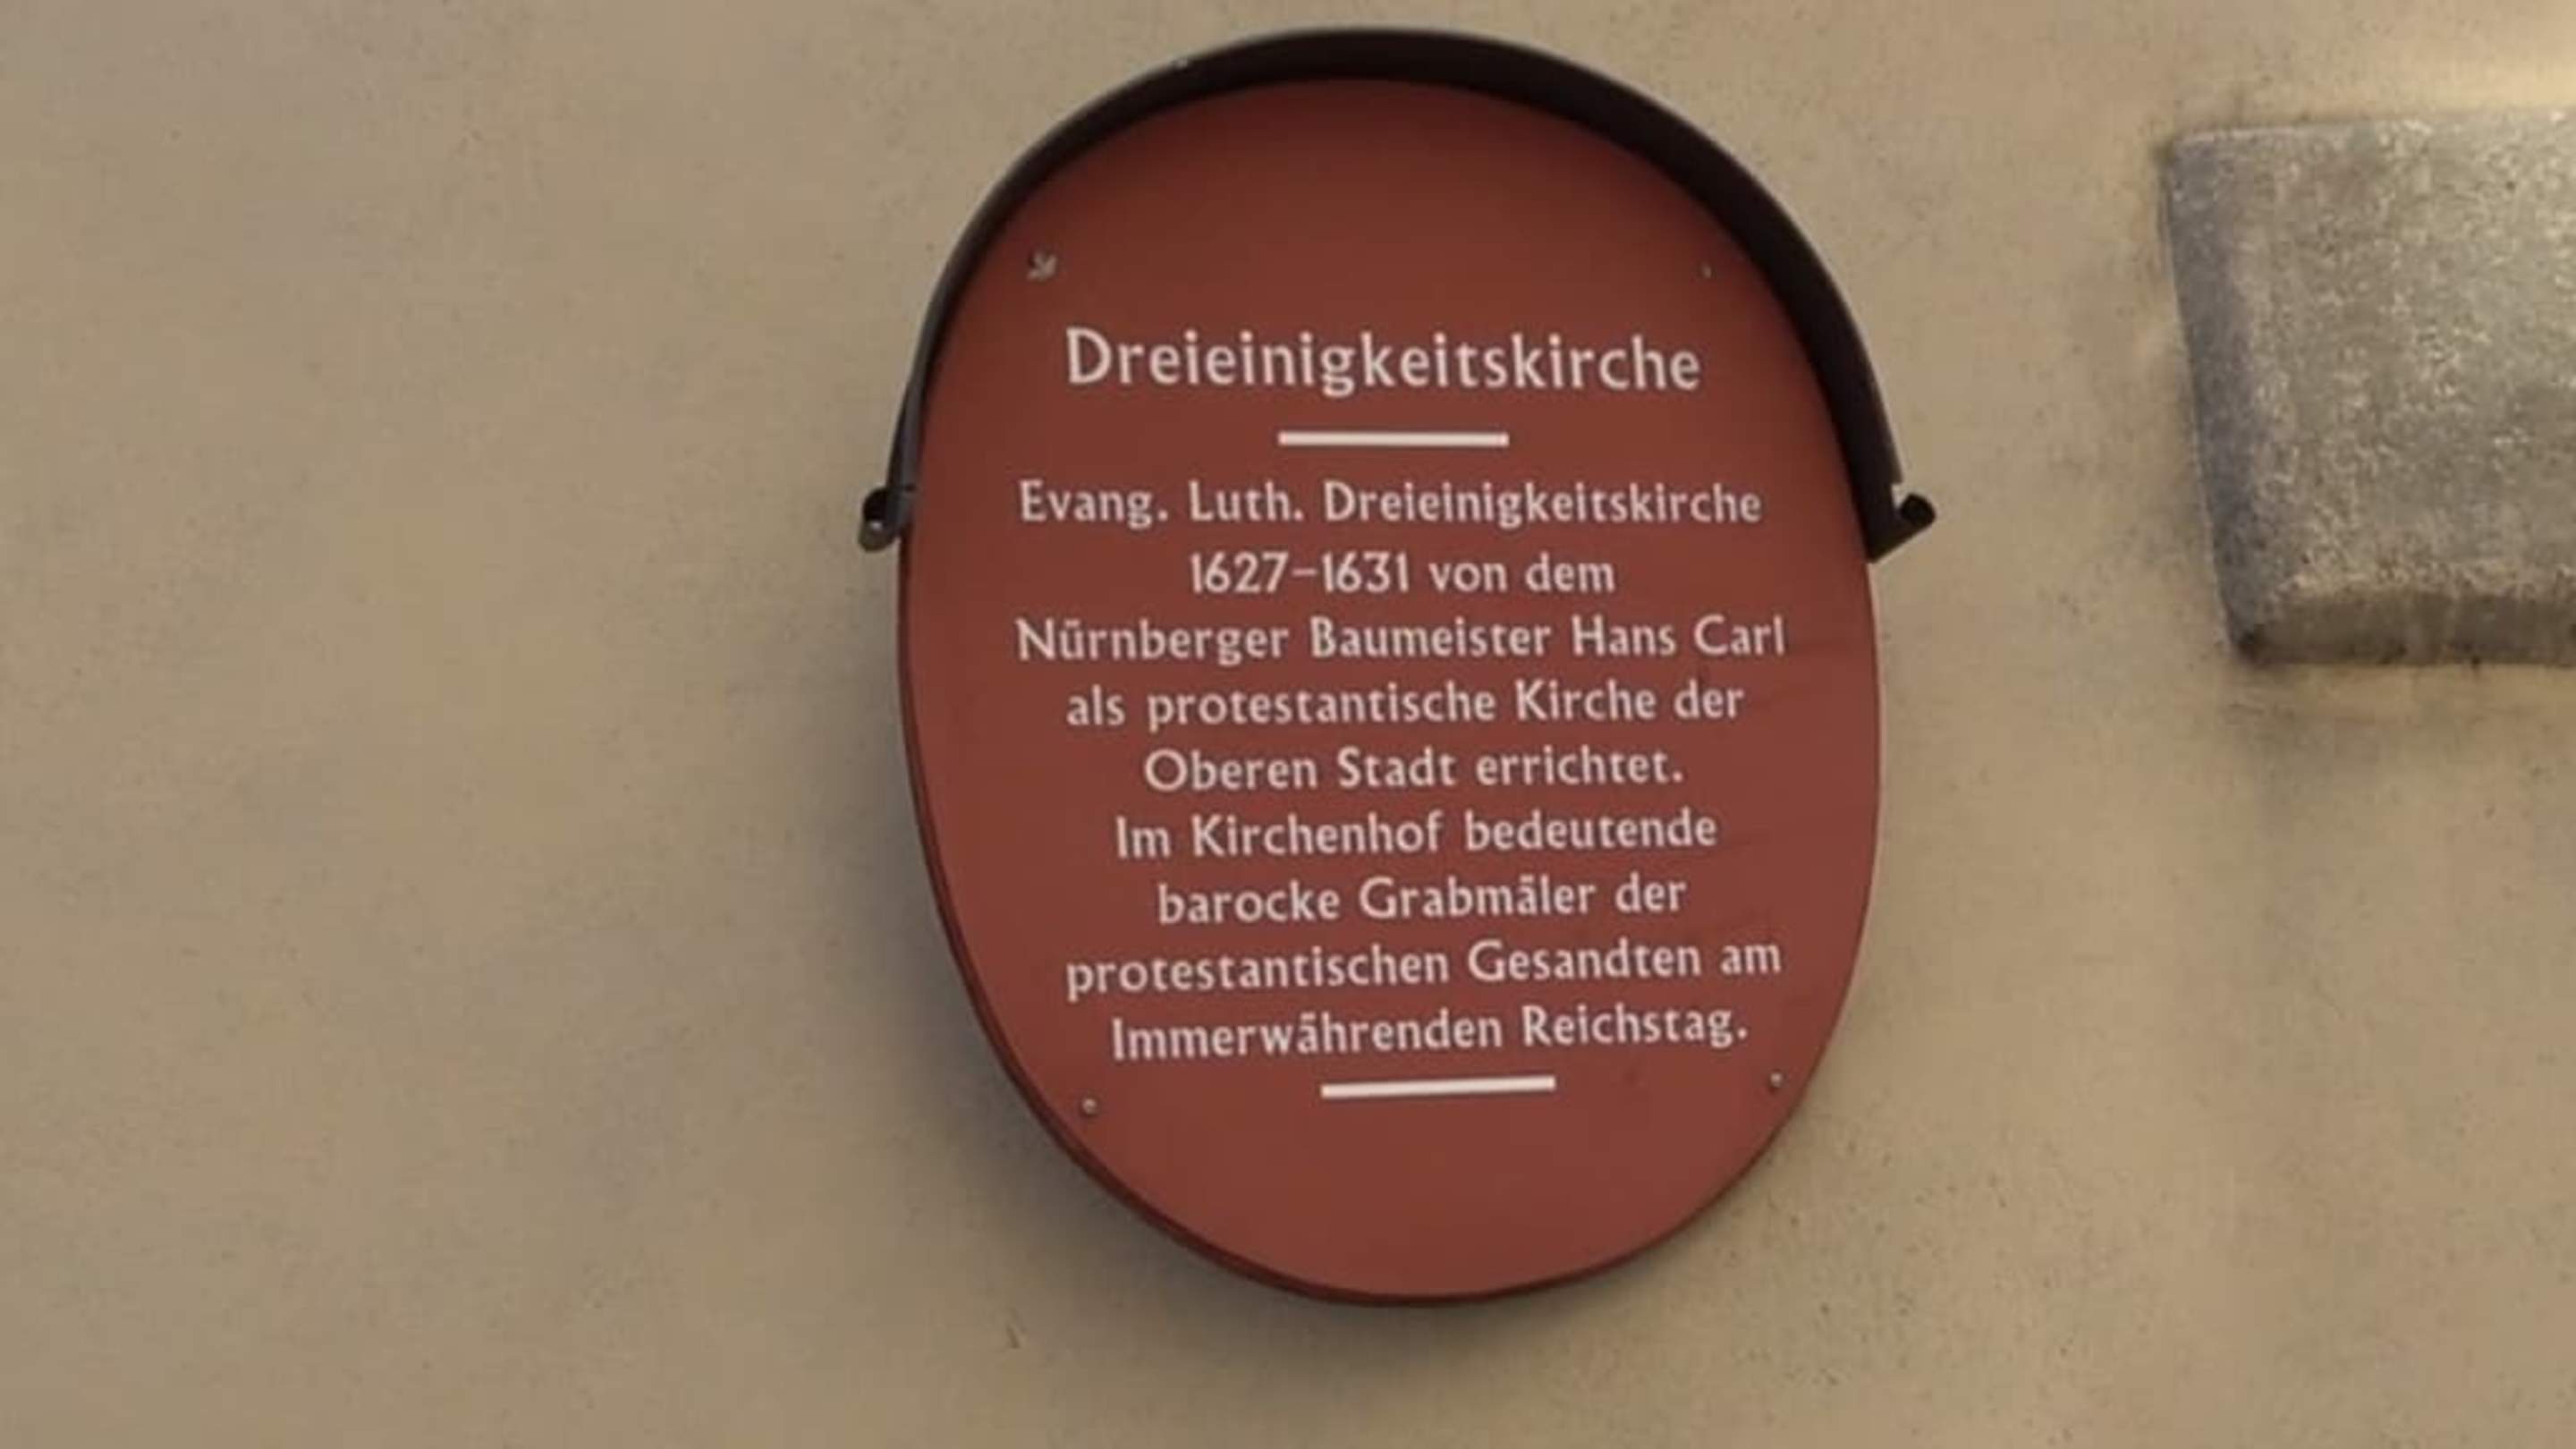 Dreieinigkeitskirche
Evang. Luth. Dreieinigkeitskirche
1627–1631 von dem
Nürnberger Baumeister Hans Carl
als protestantische Kirche der
Oberen Stadt errichtet.
Im Kirchenhof bedeutende
barocke Grabmäler der
protestantischen Gesandten am
Immerwährenden Reichstag.